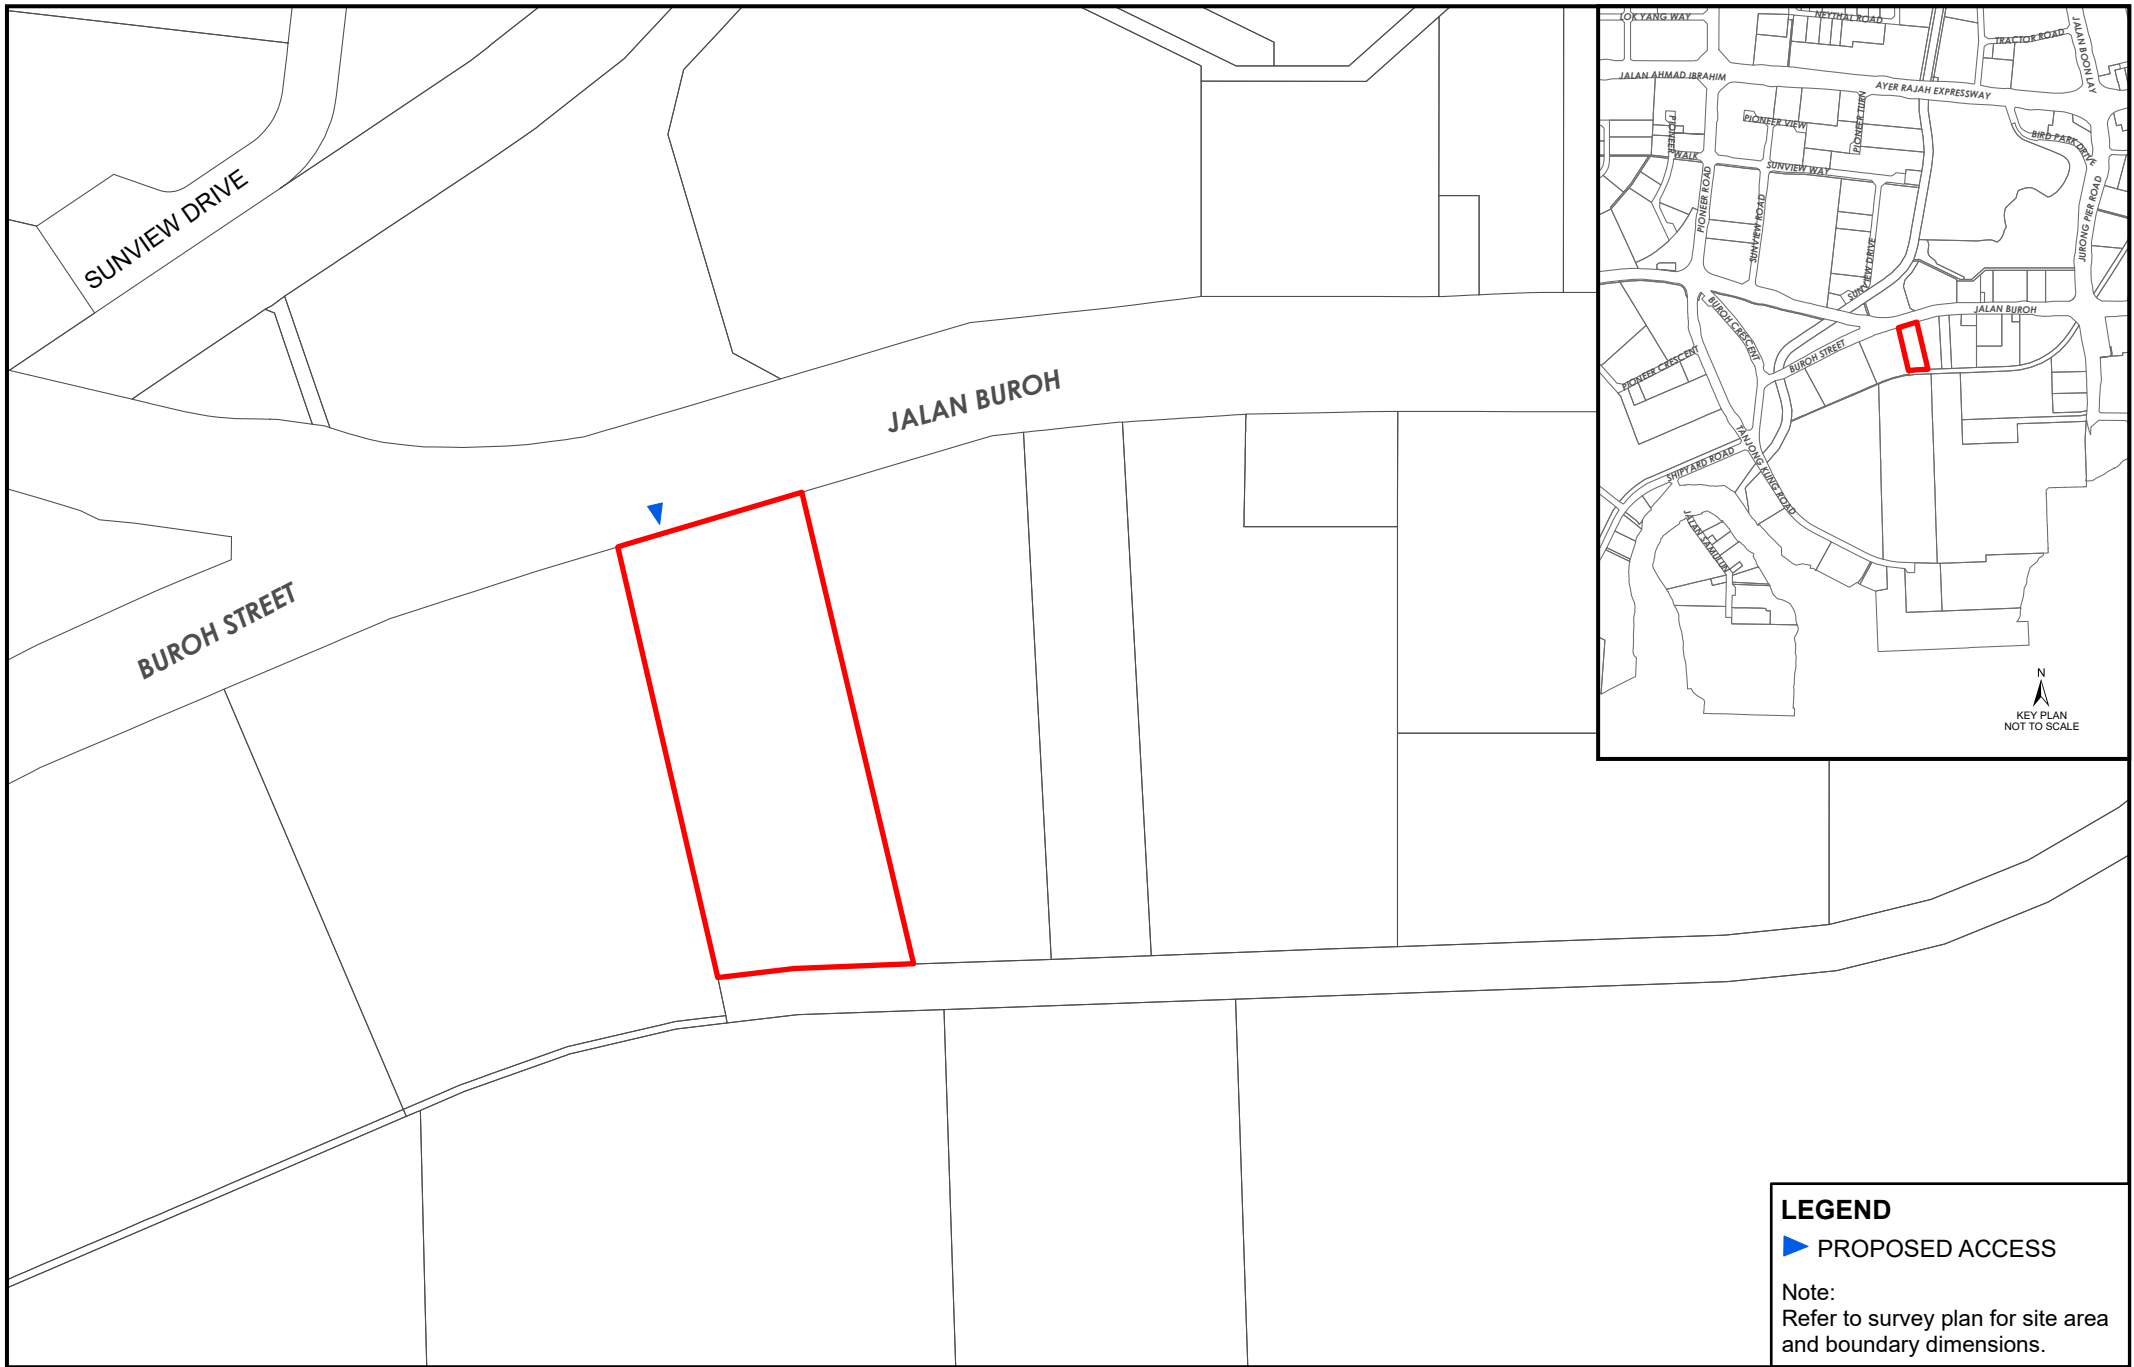 SUNVIEW DRIVE
JALAN BUROH
BUROH STREET
LOK YANG WAY
NEYTHAL ROAD
TRACTOR ROAD
JALAN BOON LAY
JALAN AHMAD IBRAHIM
AYER RAJAH EXPRESSWAY
PIONEER
WALK
PIONEER VIEW
PIONEER TURN
BIRD PARK DRIVE
SUNVIEW WAY
PIONEER ROAD
SUNVIEW ROAD
SUNVIEW DRIVE
JURONG PIER ROAD
JALAN BUROH
BUROH CRESCENT
BUROH STREET
PIONEER CRESCENT
TANJONG KLING ROAD
SHIPYARD ROAD
JALAN SAMULUN
N
KEY PLAN
NOT TO SCALE
LEGEND
PROPOSED ACCESS
Note:
Refer to survey plan for site area
and boundary dimensions.